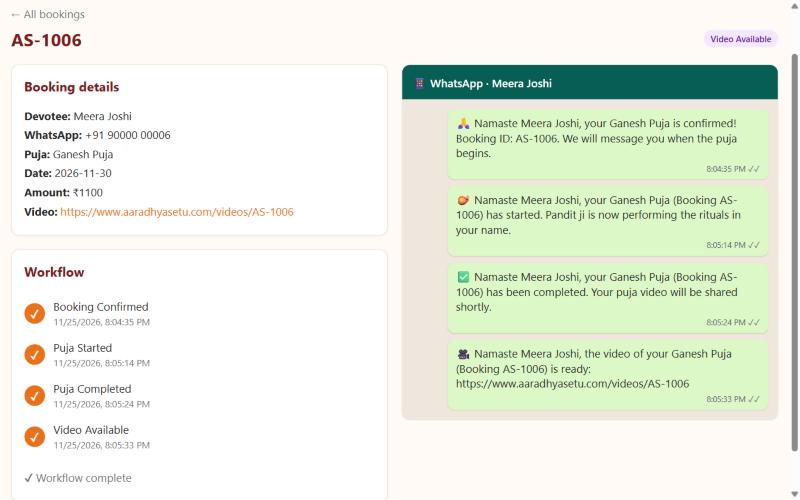 ← All bookings
AS-1006
Video Available
Booking details
Devotee: Meera Joshi
WhatsApp: +91 90000 00006
Puja: Ganesh Puja
Date: 2026-11-30
Amount: ₹1100
Video: https://www.aaradhyasetu.com/videos/AS-1006
Workflow
✓ Booking Confirmed
11/25/2026, 8:04:35 PM
✓ Puja Started
11/25/2026, 8:05:14 PM
✓ Puja Completed
11/25/2026, 8:05:24 PM
✓ Video Available
11/25/2026, 8:05:33 PM
✓ Workflow complete
📱 WhatsApp · Meera Joshi
🙏 Namaste Meera Joshi, your Ganesh Puja is confirmed!
Booking ID: AS-1006. We will message you when the puja
begins.
8:04:35 PM ✓✓
🪔 Namaste Meera Joshi, your Ganesh Puja (Booking AS-
1006) has started. Pandit ji is now performing the rituals in
your name.
8:05:14 PM ✓✓
✅ Namaste Meera Joshi, your Ganesh Puja (Booking AS-
1006) has been completed. Your puja video will be shared
shortly.
8:05:24 PM ✓✓
🎥 Namaste Meera Joshi, the video of your Ganesh Puja
(Booking AS-1006) is ready:
https://www.aaradhyasetu.com/videos/AS-1006
8:05:33 PM ✓✓